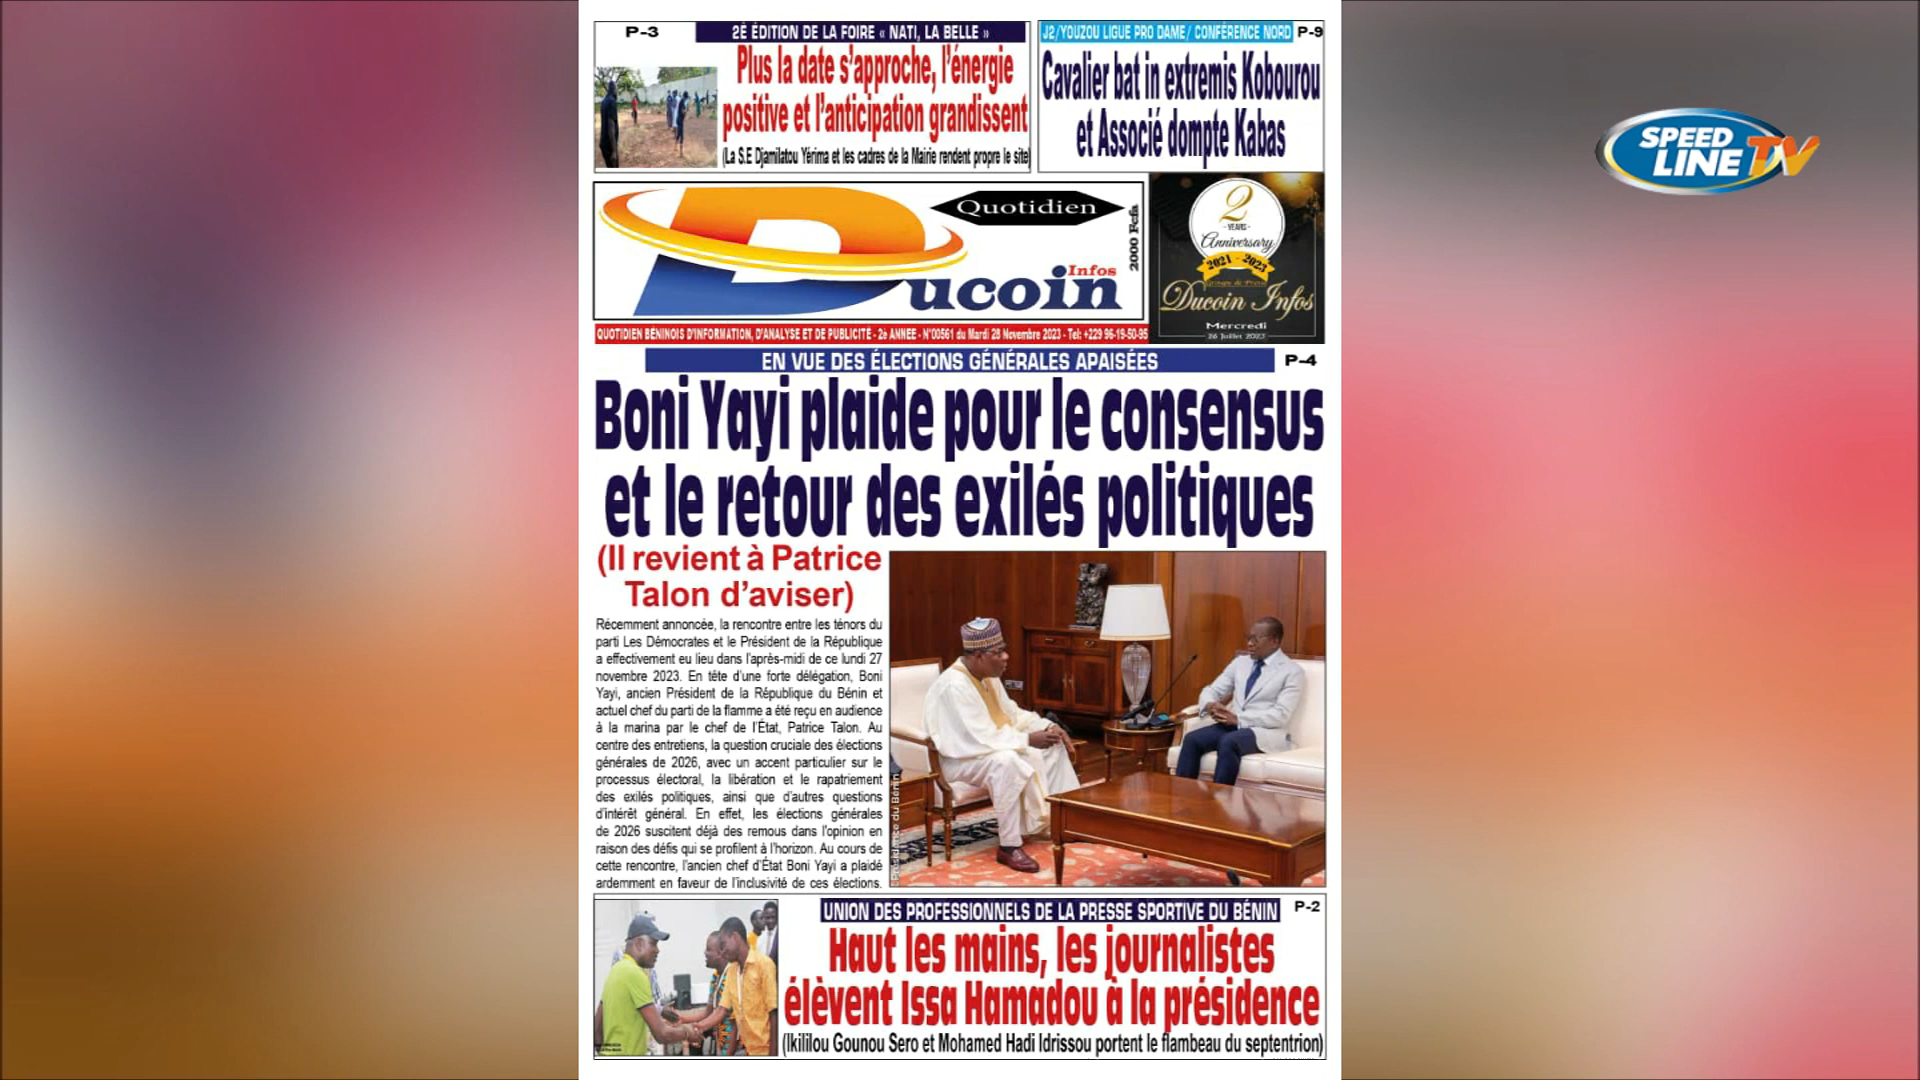 P-3
2È ÉDITION DE LA FOIRE « NATI, LA BELLE »
Plus la date s'approche, l'énergie
positive et l'anticipation grandissent
(La S.E Djamilatou Yérima et les cadres de la Mairie rendent propre le site)
J2/YOUZOU LIGUE PRO DAME/ CONFÉRENCE NORD
P-9
Cavalier bat in extremis Kobourou
et Associé dompte Kabas
SPEED
LINE TV
Quotidien
2000 Fcfa
Ducoin
Infos
2
- YEARS -
Anniversary
2021 - 2023
Groupe de Presse
Ducoin Infos
Mercredi
26 Juillet 2023
QUOTIDIEN BÉNINOIS D'INFORMATION, D'ANALYSE ET DE PUBLICITÉ - 2è ANNEE - N°00561 du Mardi 28 Novembre 2023 - Tel: +229 96-19-50-95
EN VUE DES ÉLECTIONS GÉNÉRALES APAISÉES
P-4
Boni Yayi plaide pour le consensus
et le retour des exilés politiques
(Il revient à Patrice
Talon d'aviser)
Récemment annoncée, la rencontre entre les ténors du
parti Les Démocrates et le Président de la République
a effectivement eu lieu dans l'après-midi de ce lundi 27
novembre 2023. En tête d'une forte délégation, Boni
Yayi, ancien Président de la République du Bénin et
actuel chef du parti de la flamme a été reçu en audience
à la marina par le chef de l'État, Patrice Talon. Au
centre des entretiens, la question cruciale des élections
générales de 2026, avec un accent particulier sur le
processus électoral, la libération et le rapatriement
des exilés politiques, ainsi que d'autres questions
d'intérêt général. En effet, les élections générales
de 2026 suscitent déjà des remous dans l'opinion en
raison des défis qui se profilent à l'horizon. Au cours de
cette rencontre, l'ancien chef d'État Boni Yayi a plaidé
ardemment en faveur de l'inclusivité de ces élections.
Présidence du Bénin
UNION DES PROFESSIONNELS DE LA PRESSE SPORTIVE DU BÉNIN
P-2
Haut les mains, les journalistes
élèvent Issa Hamadou à la présidence
(Ikililou Gounou Sero et Mohamed Hadi Idrissou portent le flambeau du septentrion)